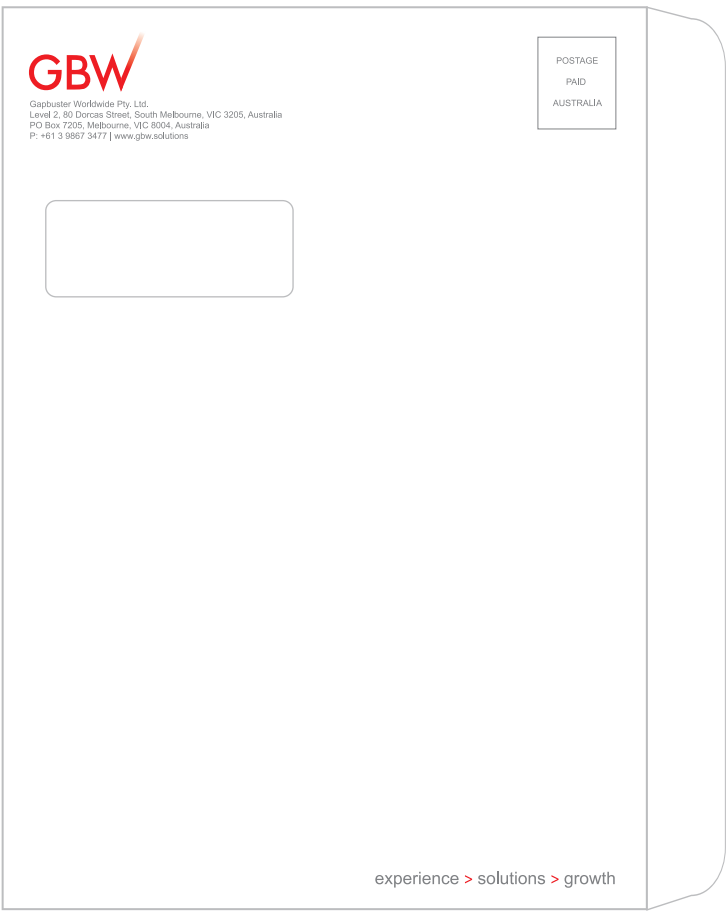 GBW
Gapbuster Worldwide Pty. Ltd.
Level 2, 80 Dorcas Street, South Melbourne, VIC 3205, Australia
PO Box 7205, Melbourne, VIC 8004, Australia
P: +61 3 9867 3477 | www.gbw.solutions
POSTAGE
PAID
AUSTRALIA
experience > solutions > growth